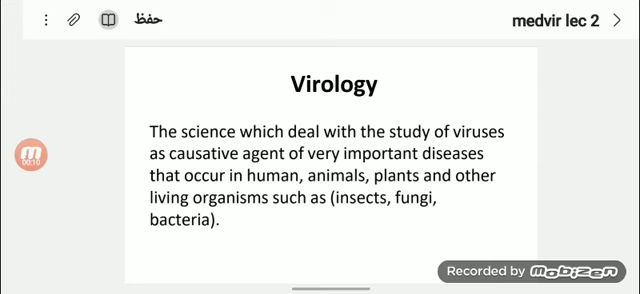 حفظ
medvir lec 2
Virology
The science which deal with the study of viruses
as causative agent of very important diseases
that occur in human, animals, plants and other
living organisms such as (insects, fungi,
bacteria).
00:10
Recorded by mobizen